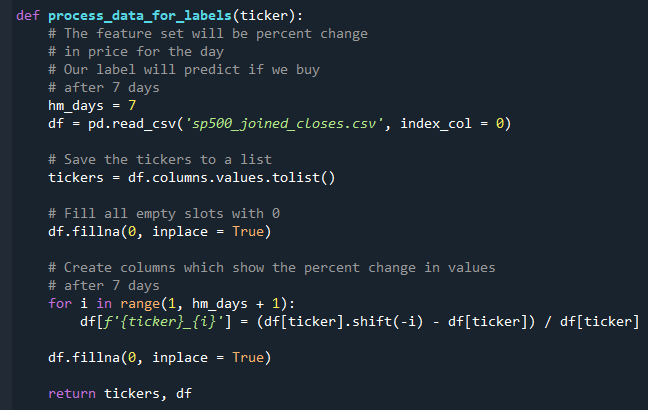 def process_data_for_labels(ticker):
    # The feature set will be percent change
    # in price for the day
    # Our label will predict if we buy
    # after 7 days
    hm_days = 7
    df = pd.read_csv('sp500_joined_closes.csv', index_col = 0)
    # Save the tickers to a list
    tickers = df.columns.values.tolist()
    # Fill all empty slots with 0
    df.fillna(0, inplace = True)
    # Create columns which show the percent change in values
    # after 7 days
    for i in range(1, hm_days + 1):
        df[f'{ticker}_{i}'] = (df[ticker].shift(-i) - df[ticker]) / df[ticker]
    df.fillna(0, inplace = True)
    return tickers, df